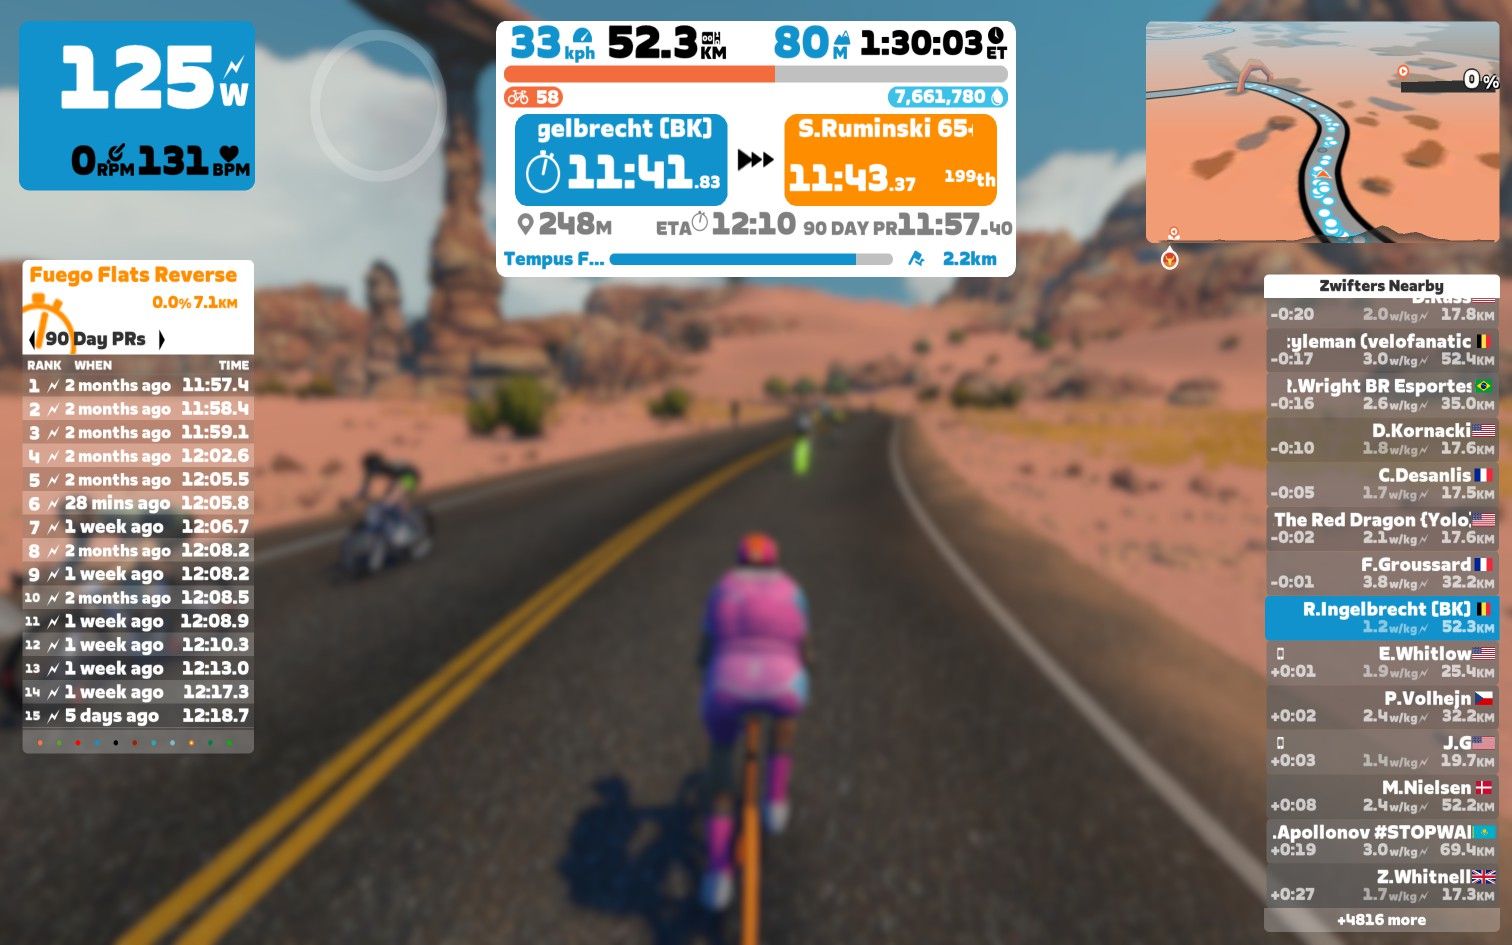 125W
0RPM 131BPM
33kph 52.3KM 80M 1:30:03ET
58 7,661,780
gelbrecht [BK] S.Ruminski 65
11:41.83 11:43.37 199th
248M ETA 12:10 90 DAY PR 11:57.40
Tempus F... 2.2km
0%
Fuego Flats Reverse
0.0% 7.1KM
90 Day PRs
RANK WHEN TIME
1 2 months ago 11:57.4
2 2 months ago 11:58.4
3 2 months ago 11:59.1
4 2 months ago 12:02.6
5 2 months ago 12:05.5
6 28 mins ago 12:05.8
7 1 week ago 12:06.7
8 2 months ago 12:08.2
9 1 week ago 12:08.2
10 2 months ago 12:08.5
11 1 week ago 12:08.9
12 1 week ago 12:10.3
13 1 week ago 12:13.0
14 1 week ago 12:17.3
15 5 days ago 12:18.7
Zwifters Nearby
-0:20 2.0w/kg 17.8KM
yleman (velofanatic
-0:17 3.0w/kg 52.4KM
.Wright BR Esportes
-0:16 2.6w/kg 35.0KM
D.Kornacki
-0:10 1.8w/kg 17.6KM
C.Desanlis
-0:05 1.7w/kg 17.5KM
The Red Dragon {Yolo
-0:02 2.1w/kg 17.6KM
F.Groussard
-0:01 3.8w/kg 32.2KM
R.Ingelbrecht [BK]
1.2w/kg 52.3KM
E.Whitlow
+0:01 1.9w/kg 25.4KM
P.Volhejn
+0:02 2.4w/kg 32.2KM
J.G
+0:03 1.4w/kg 19.7KM
M.Nielsen
+0:08 2.4w/kg 52.2KM
.Apollonov #STOPWA
+0:19 3.0w/kg 69.4KM
Z.Whitnell
+0:27 1.7w/kg 17.3KM
+4816 more